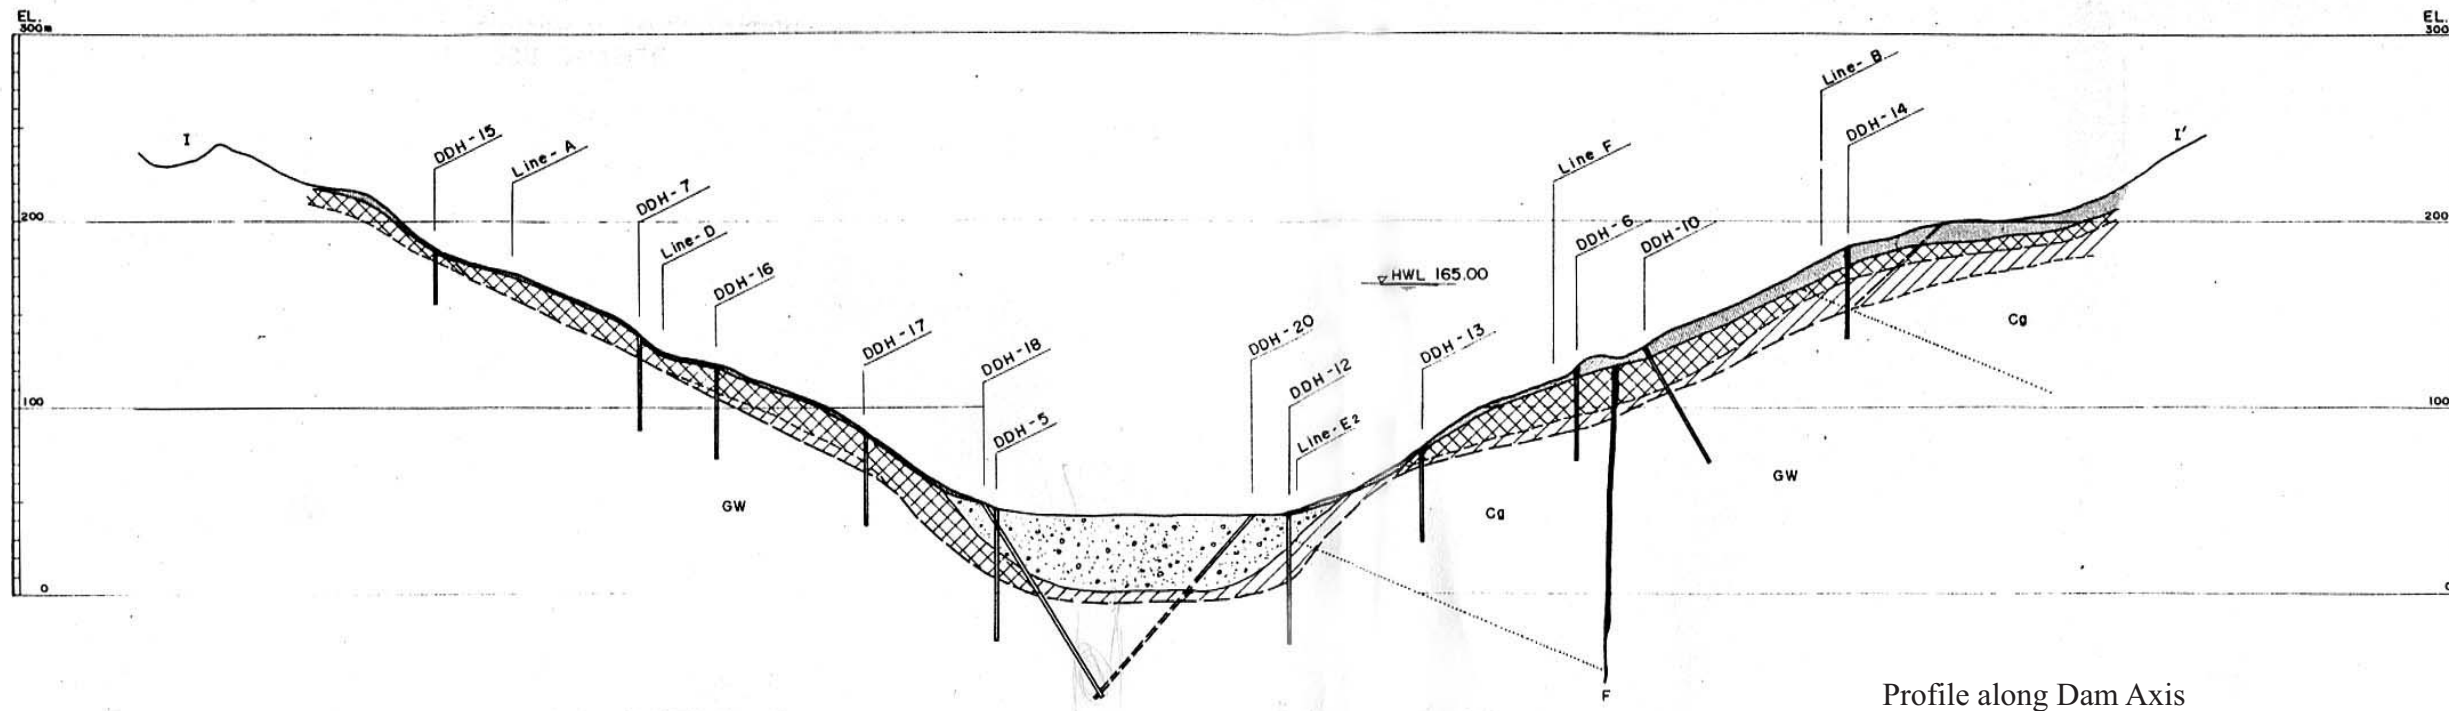 EL. EL.
300m 300
I DDH-15 Line-A DDH-7 Line-D DDH-16 DDH-17 DDH-18 DDH-5
DDH-20 DDH-12 Line-E2 DDH-13 Line F DDH-6 DDH-10 Line-B DDH-14 I'
200 200
HWL 165.00
Cg
100 100
GW Cg GW
0 0
F
Profile along Dam Axis